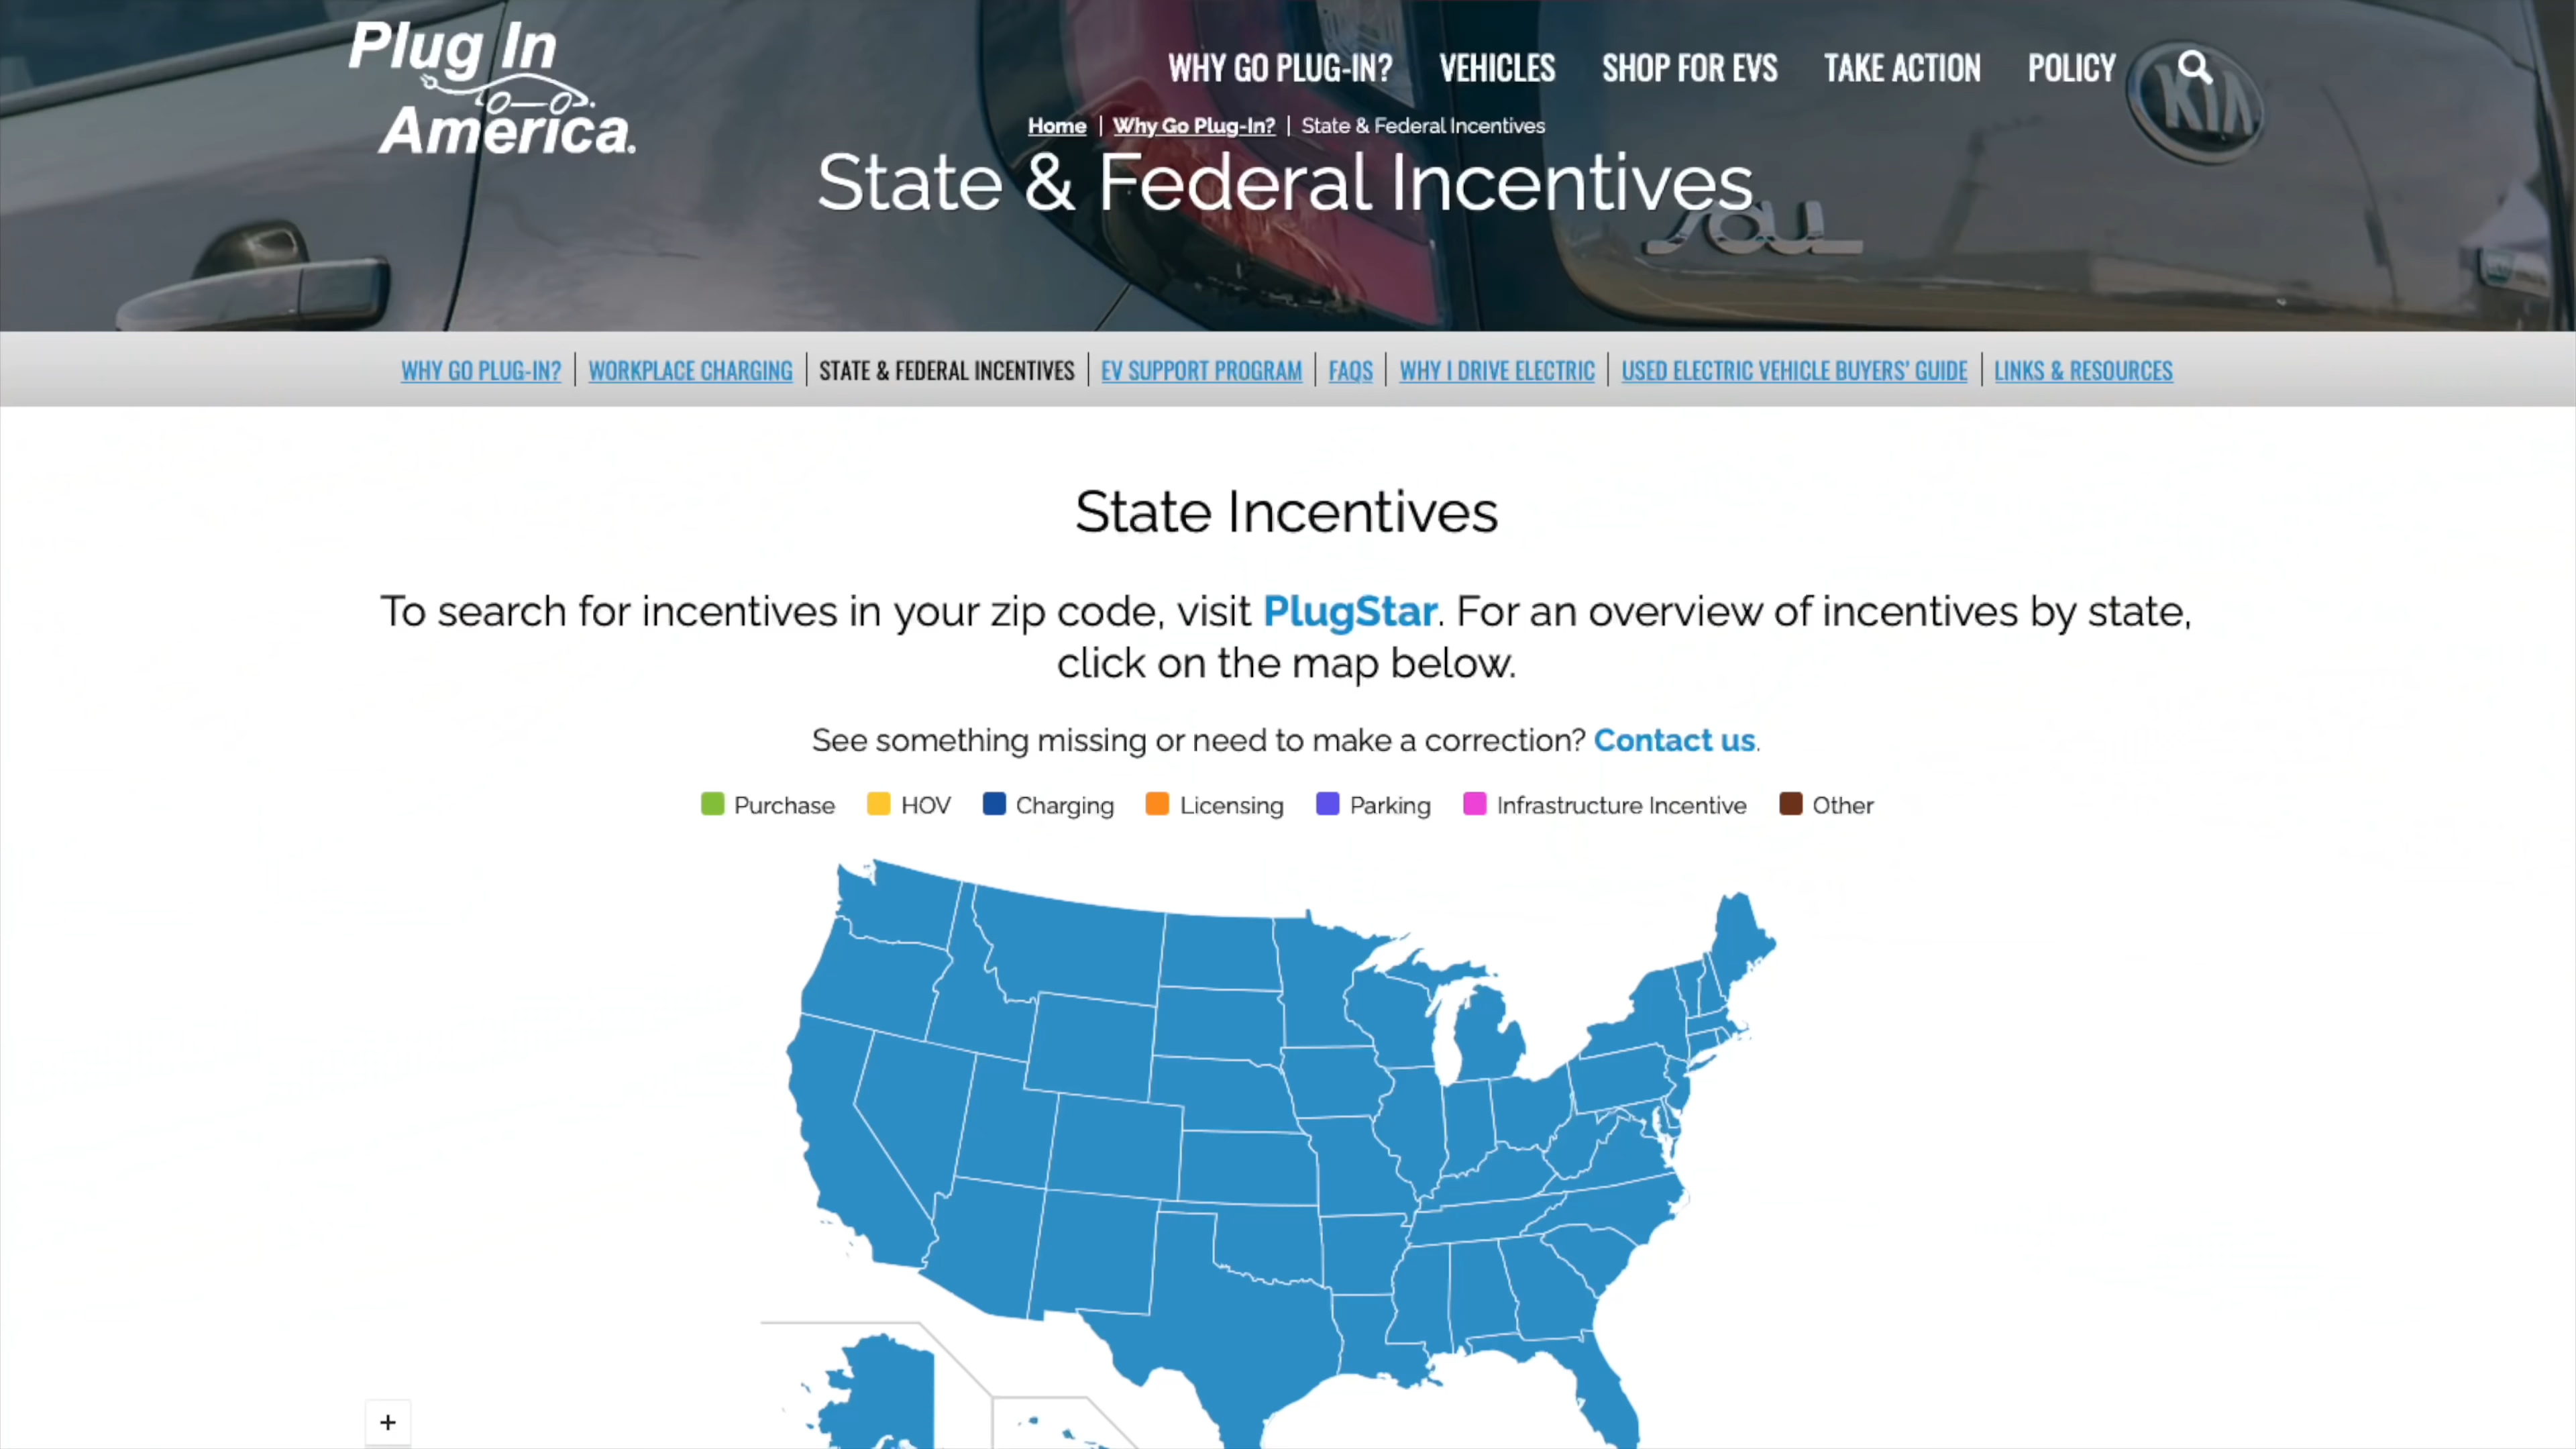 Plug In
America.
WHY GO PLUG-IN? VEHICLES SHOP FOR EVS TAKE ACTION POLICY
Home | Why Go Plug-In? | State & Federal Incentives
State & Federal Incentives
KIA
SOUL
WHY GO PLUG-IN? | WORKPLACE CHARGING | STATE & FEDERAL INCENTIVES | EV SUPPORT PROGRAM | FAQS | WHY I DRIVE ELECTRIC | USED ELECTRIC VEHICLE BUYERS' GUIDE | LINKS & RESOURCES
State Incentives
To search for incentives in your zip code, visit PlugStar. For an overview of incentives by state,
click on the map below.
See something missing or need to make a correction? Contact us.
Purchase HOV Charging Licensing Parking Infrastructure Incentive Other
+